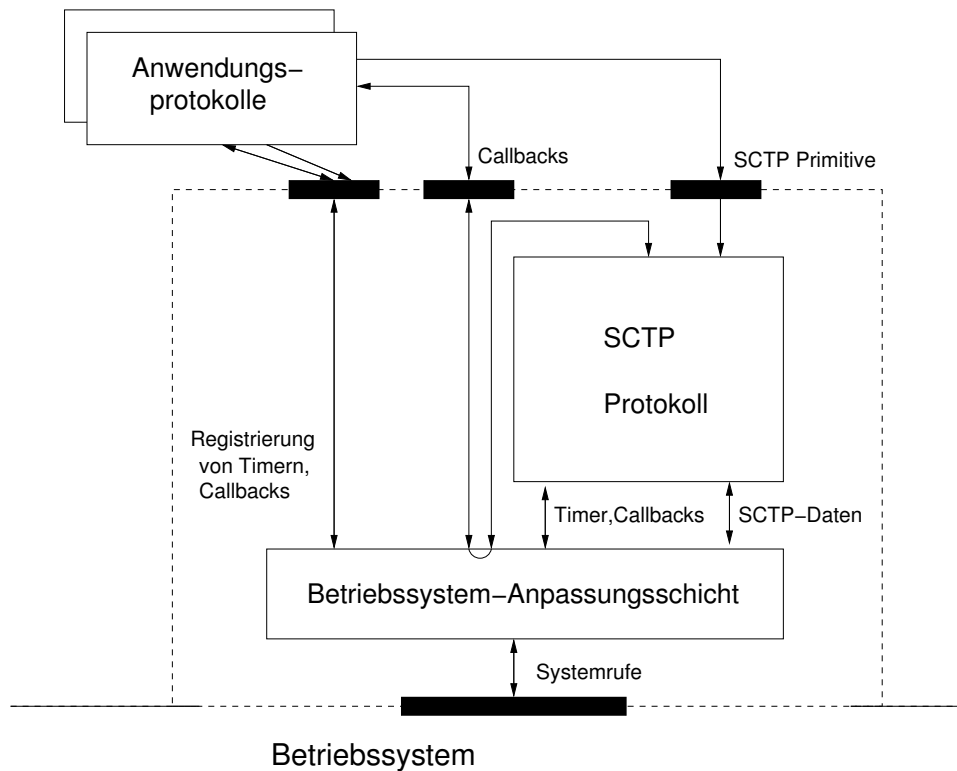 Anwendungs−
protokolle
Callbacks
SCTP Primitive
SCTP
Protokoll
Registrierung
von Timern,
Callbacks
Timer,Callbacks
SCTP−Daten
Betriebssystem−Anpassungsschicht
Systemrufe
Betriebssystem